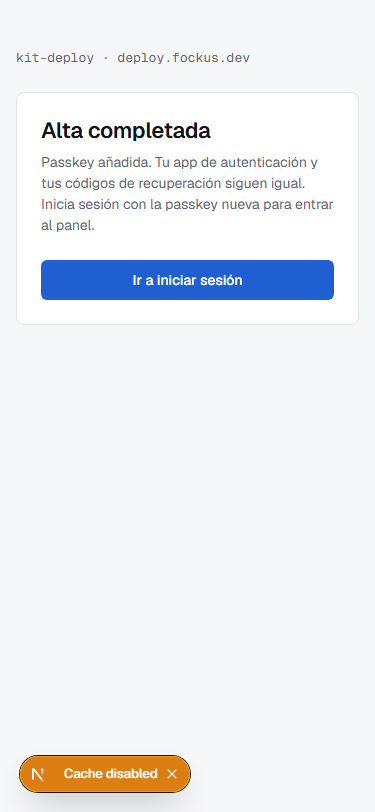 kit-deploy · deploy.fockus.dev
Alta completada
Passkey añadida. Tu app de autenticación y
tus códigos de recuperación siguen igual.
Inicia sesión con la passkey nueva para entrar
al panel.
Ir a iniciar sesión
Cache disabled